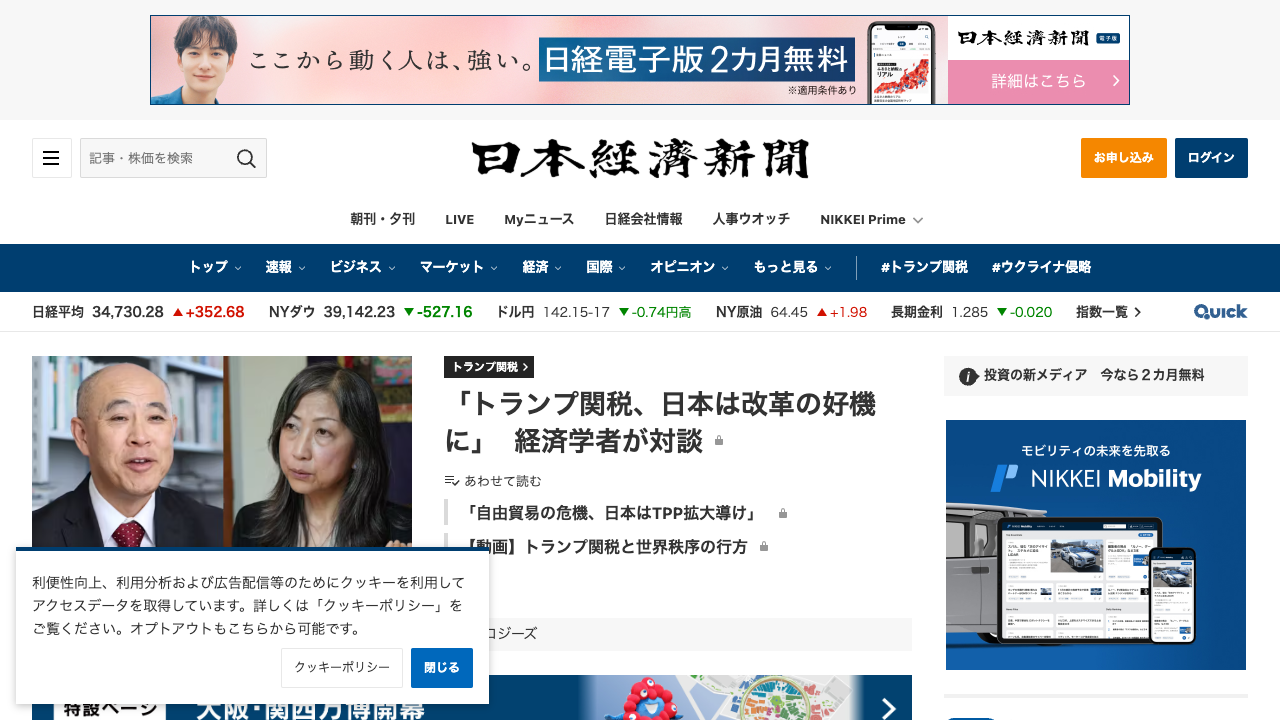 ここから動く人は、強い。
日経電子版 2カ月無料
※適用条件あり
日本経済新聞 電子版
詳細はこちら
記事・株価を検索
日本経済新聞
お申し込み
ログイン
朝刊・夕刊 LIVE Myニュース 日経会社情報 人事ウオッチ NIKKEI Prime
トップ 速報 ビジネス マーケット 経済 国際 オピニオン もっと見る #トランプ関税 #ウクライナ侵略
日経平均 34,730.28 ▲+352.68 NYダウ 39,142.23 ▼-527.16 ドル円 142.15-17 ▼-0.74円高 NY原油 64.45 ▲+1.98 長期金利 1.285 ▼-0.020 指数一覧 Quick
トランプ関税
「トランプ関税、日本は改革の好機
に」 経済学者が対談
あわせて読む
「自由貿易の危機、日本はTPP拡大導け」
【動画】トランプ関税と世界秩序の行方
ロジーズ
投資の新メディア 今なら２カ月無料
モビリティの未来を先取る
NIKKEI Mobility
利便性向上、利用分析および広告配信等のためにクッキーを利用して
アクセスデータを取得しています。詳しくは「クッキーポリシー」を
ご覧ください。オプトアウトもこちらから可能です。
クッキーポリシー
閉じる
特設ページ
大阪・関西万博開幕